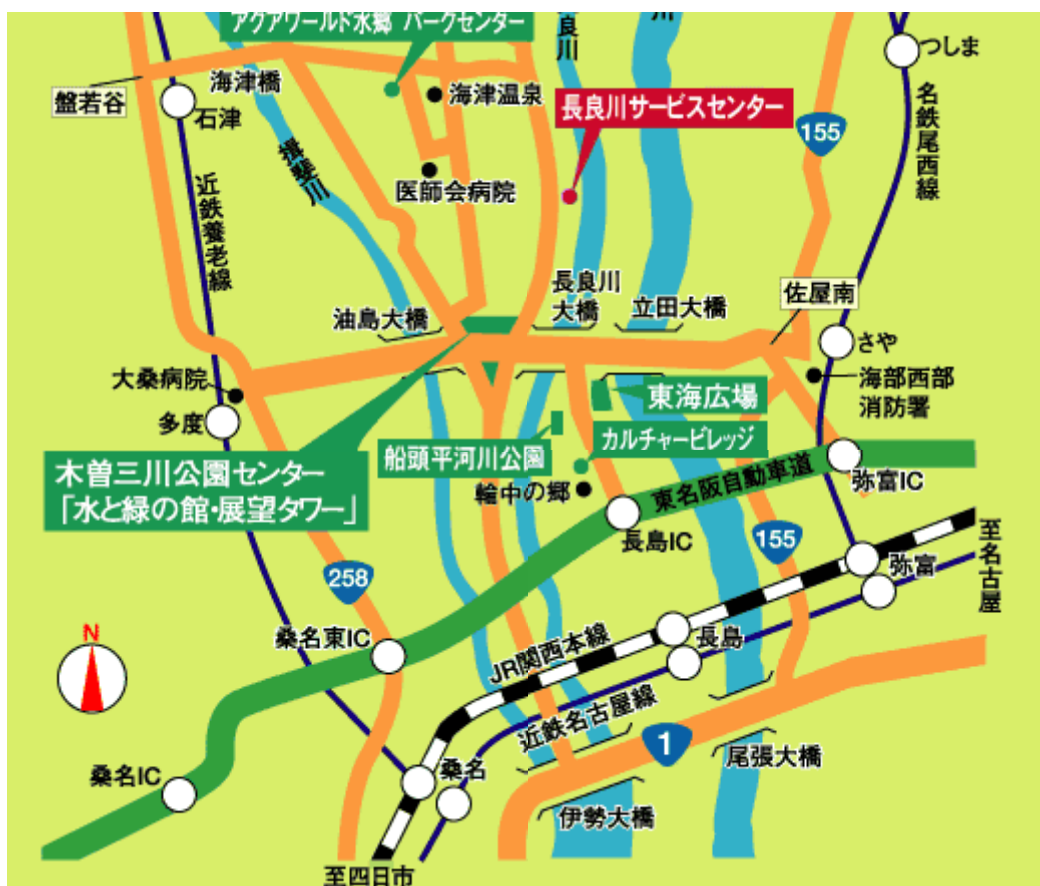 アクアワールド水郷 パークセンター
良川
川
つしま
盤若谷
海津橋
石津
海津温泉
長良川サービスセンター
155
名鉄尾西線
揖斐川
医師会病院
近鉄養老線
油島大橋
長良川
大橋
立田大橋
佐屋南
さや
大桑病院
多度
東海広場
海部西部
消防署
船頭平河川公園
カルチャービレッジ
木曽三川公園センター
「水と緑の館・展望タワー」
輪中の郷
東名阪自動車道
弥富IC
長島IC
155
弥富
至名古屋
258
N
桑名東IC
JR関西本線
長島
近鉄名古屋線
1
尾張大橋
桑名IC
桑名
伊勢大橋
至四日市